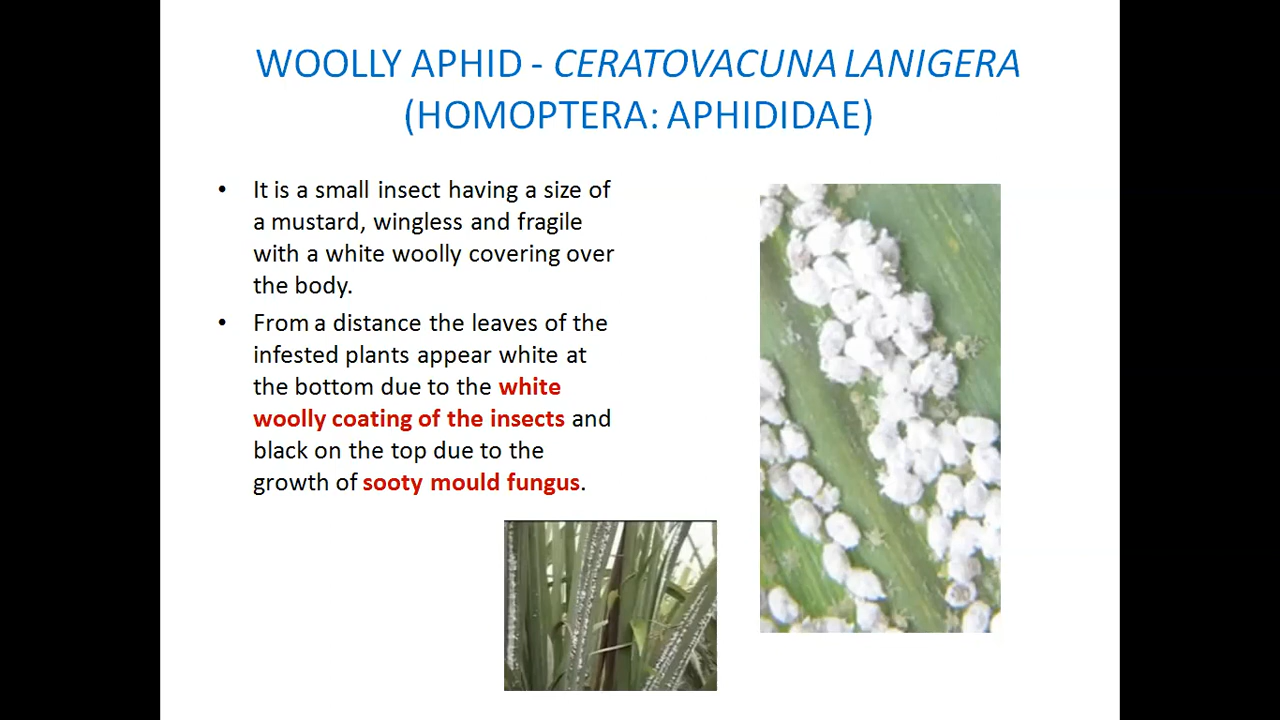 WOOLLY APHID - CERATOVACUNA LANIGERA
(HOMOPTERA: APHIDIDAE)
• It is a small insect having a size of
a mustard, wingless and fragile
with a white woolly covering over
the body.
• From a distance the leaves of the
infested plants appear white at
the bottom due to the white
woolly coating of the insects and
black on the top due to the
growth of sooty mould fungus.